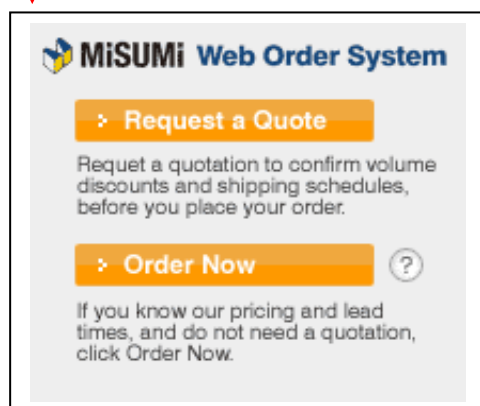 MiSUMi Web Order System
Request a Quote
Requet a quotation to confirm volume
discounts and shipping schedules,
before you place your order.
Order Now ?
If you know our pricing and lead
times, and do not need a quotation,
click Order Now.